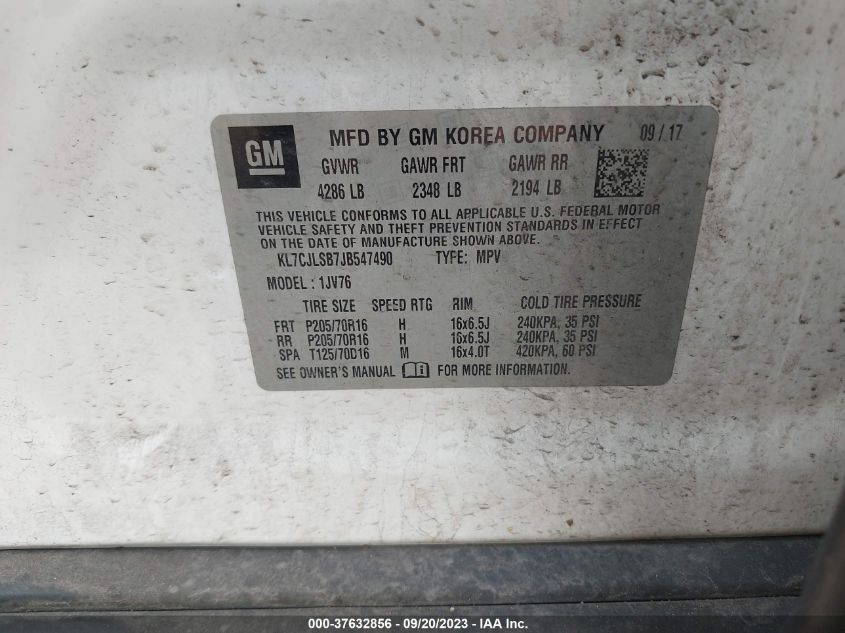 GM
MFD BY GM KOREA COMPANY 09 / 17
GVWR GAWR FRT GAWR RR
4286 LB 2348 LB 2194 LB
THIS VEHICLE CONFORMS TO ALL APPLICABLE U.S. FEDERAL MOTOR
VEHICLE SAFETY AND THEFT PREVENTION STANDARDS IN EFFECT
ON THE DATE OF MANUFACTURE SHOWN ABOVE.
KL7CJLSB7JB547490 TYPE: MPV
MODEL : 1JV76
TIRE SIZE SPEED RTG RIM COLD TIRE PRESSURE
FRT P205/70R16 H 16x6.5J 240KPA, 35 PSI
RR P205/70R16 H 16x6.5J 240KPA, 35 PSI
SPA T125/70D16 M 16x4.0T 420KPA, 60 PSI
SEE OWNER'S MANUAL FOR MORE INFORMATION.
000-37632856 - 09/20/2023 - IAA, Inc.